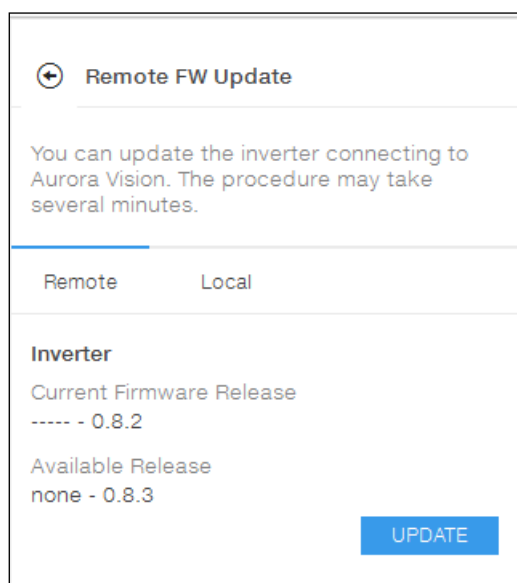 Remote FW Update
You can update the inverter connecting to
Aurora Vision. The procedure may take
several minutes.
Remote Local
Inverter
Current Firmware Release
----- - 0.8.2
Available Release
none - 0.8.3
UPDATE